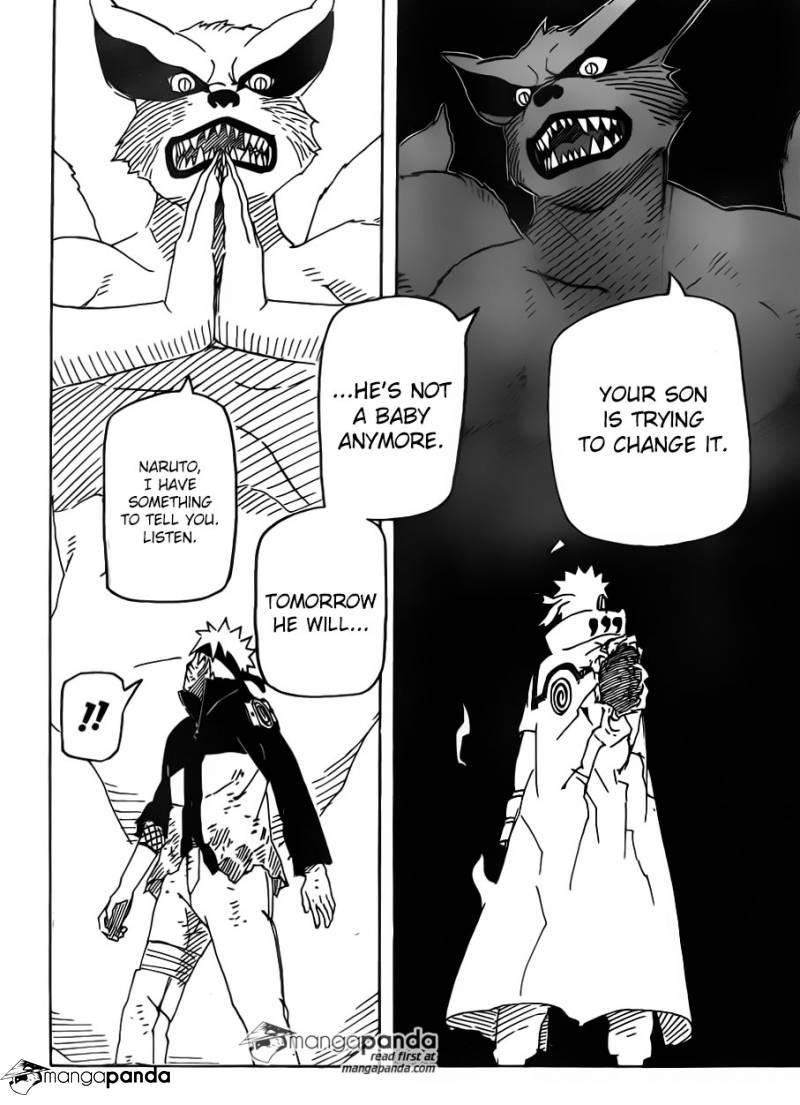 YOUR SON
IS TRYING
TO CHANGE IT.
...HE'S NOT
A BABY
ANYMORE.
NARUTO,
I HAVE
SOMETHING
TO TELL YOU.
LISTEN.
TOMORROW
HE WILL...
!!
mangapanda
read first at
mangapanda.com
mangapanda